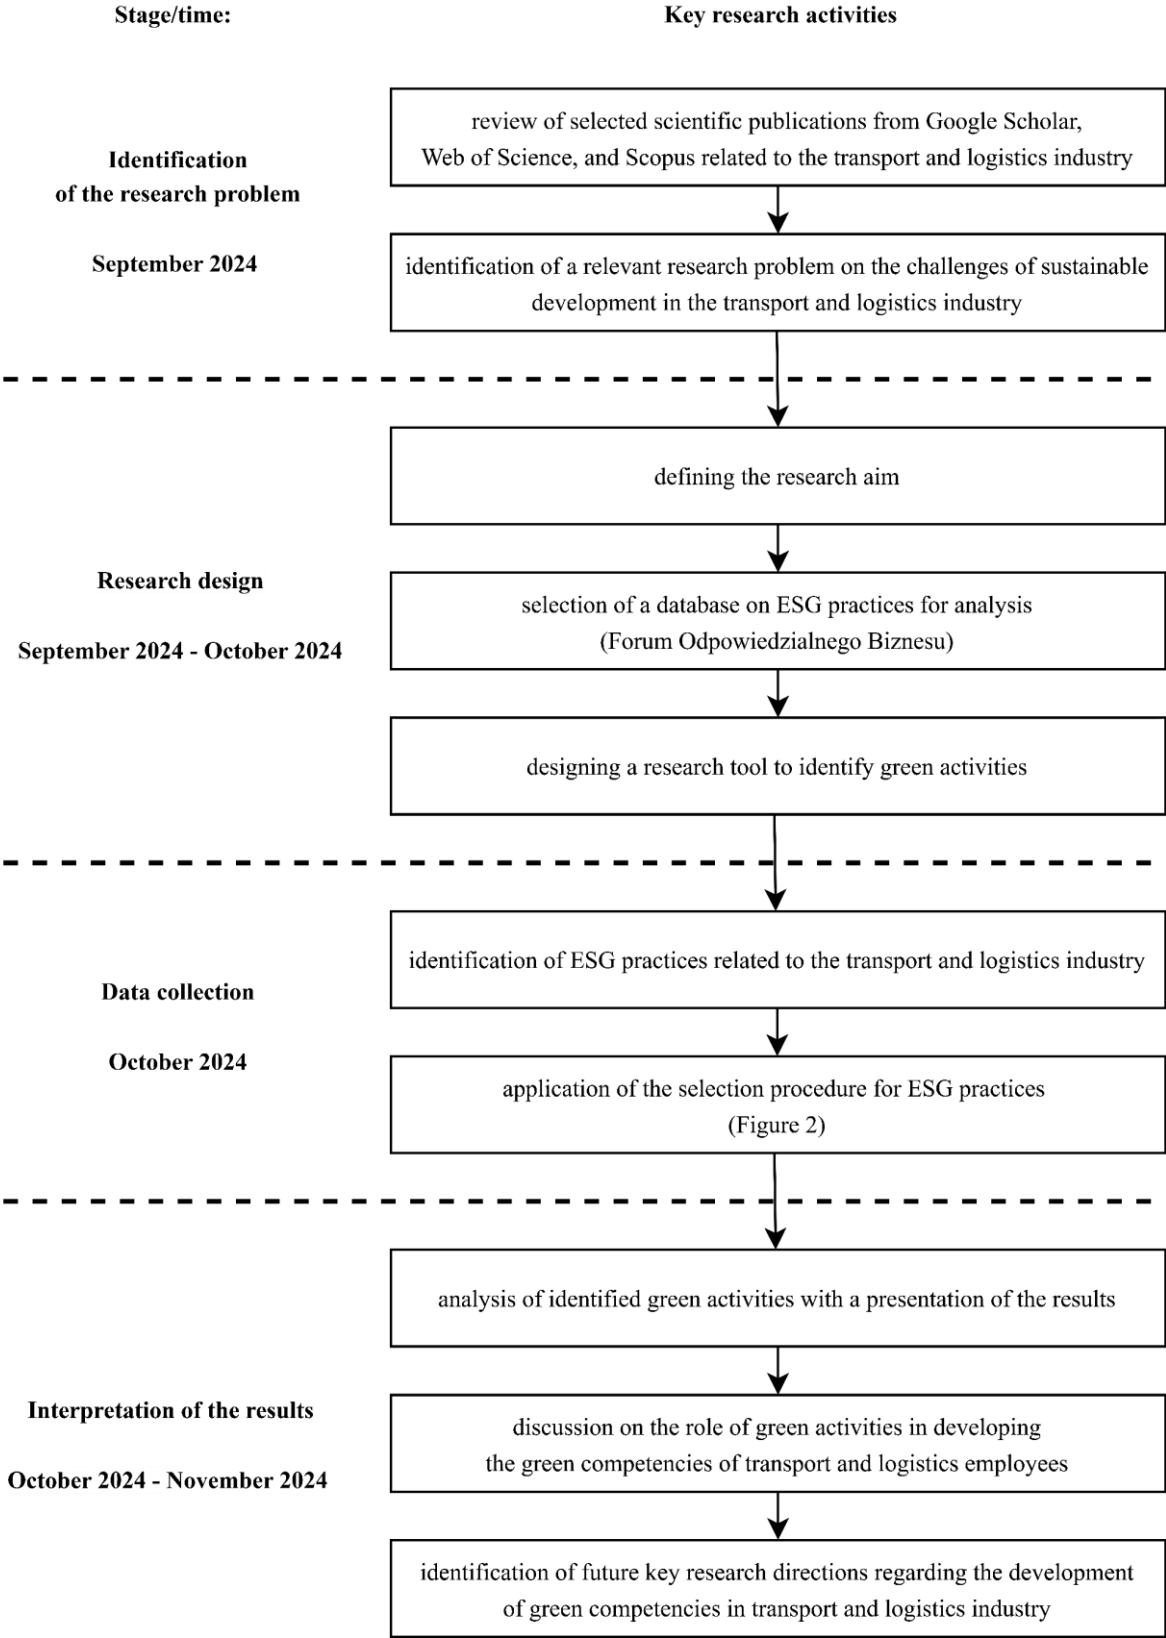 Stage/time:
Key research activities
Identification
of the research problem
September 2024
review of selected scientific publications from Google Scholar,
Web of Science, and Scopus related to the transport and logistics industry
identification of a relevant research problem on the challenges of sustainable
development in the transport and logistics industry
Research design
September 2024 - October 2024
defining the research aim
selection of a database on ESG practices for analysis
(Forum Odpowiedzialnego Biznesu)
designing a research tool to identify green activities
Data collection
October 2024
identification of ESG practices related to the transport and logistics industry
application of the selection procedure for ESG practices
(Figure 2)
Interpretation of the results
October 2024 - November 2024
analysis of identified green activities with a presentation of the results
discussion on the role of green activities in developing
the green competencies of transport and logistics employees
identification of future key research directions regarding the development
of green competencies in transport and logistics industry